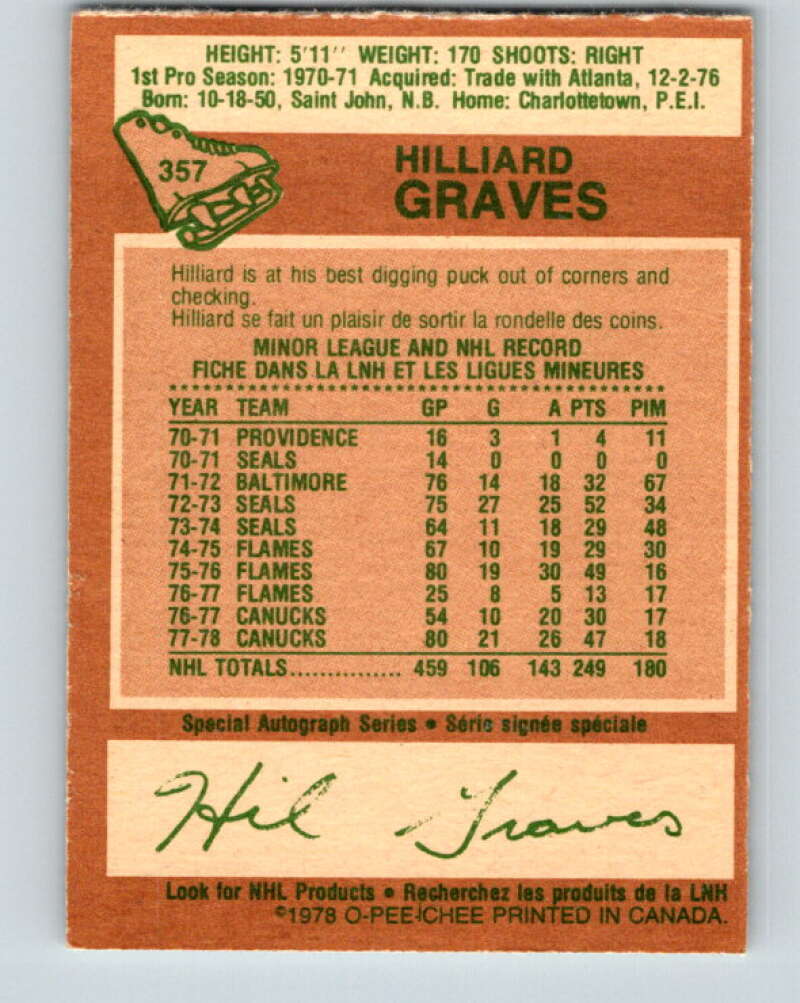 HEIGHT: 5'11'' WEIGHT: 170 SHOOTS: RIGHT
1st Pro Season: 1970-71 Acquired: Trade with Atlanta, 12-2-76
Born: 10-18-50, Saint John, N.B. Home: Charlottetown, P.E.I.
357
HILLIARD
GRAVES
Hilliard is at his best digging puck out of corners and
checking.
Hilliard se fait un plaisir de sortir la rondelle des coins.
MINOR LEAGUE AND NHL RECORD
FICHE DANS LA LNH ET LES LIGUES MINEURES
YEAR TEAM GP G A PTS PIM
70-71 PROVIDENCE 16 3 1 4 11
70-71 SEALS 14 0 0 0 0
71-72 BALTIMORE 76 14 18 32 67
72-73 SEALS 75 27 25 52 34
73-74 SEALS 64 11 18 29 48
74-75 FLAMES 67 10 19 29 30
75-76 FLAMES 80 19 30 49 16
76-77 FLAMES 25 8 5 13 17
76-77 CANUCKS 54 10 20 30 17
77-78 CANUCKS 80 21 26 47 18
NHL TOTALS................ 459 106 143 249 180
Special Autograph Series • Série signée spéciale
Hil Graves
Look for NHL Products • Recherchez les produits de la LNH
©1978 O-PEE-CHEE PRINTED IN CANADA.